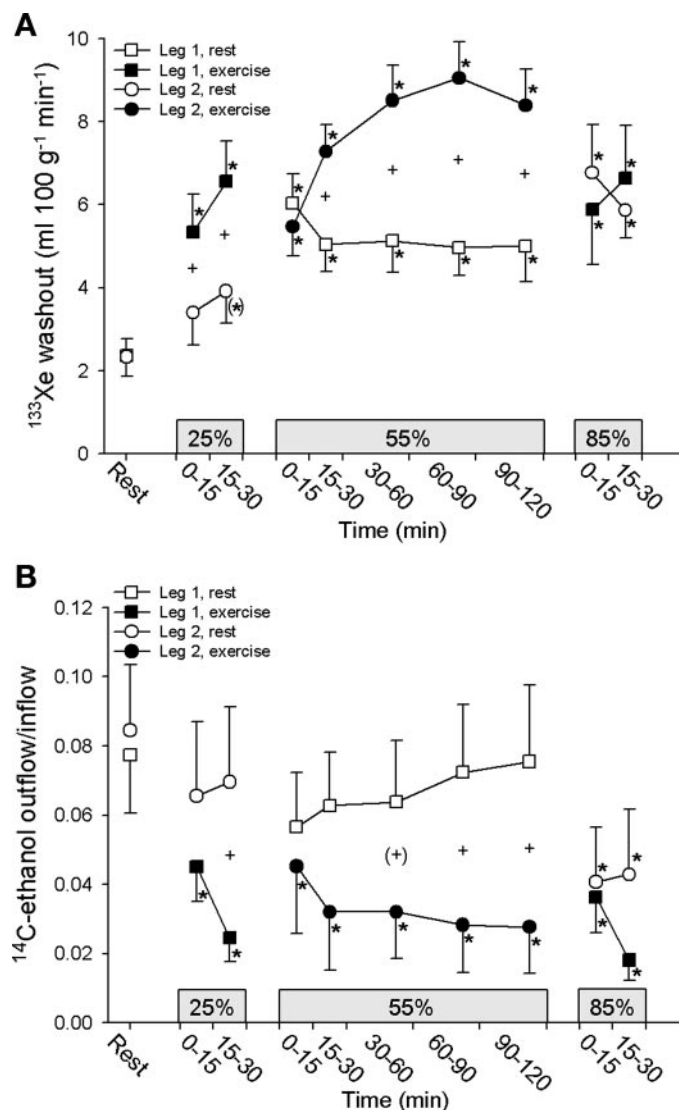 A
¹³³Xe washout (ml 100 g⁻¹ min⁻¹)
10
8
6
4
2
0
Leg 1, rest
Leg 1, exercise
Leg 2, rest
Leg 2, exercise
* * + + (*)
* * + + + + + * * * * * * * *
* * * *
25% 55% 85%
Rest 0-15 15-30 0-15 15-30 30-60 60-90 90-120 0-15 15-30
Time (min)
B
¹⁴C-ethanol outflow/inflow
0.12
0.10
0.08
0.06
0.04
0.02
0.00
Leg 1, rest
Leg 1, exercise
Leg 2, rest
Leg 2, exercise
+ * *
(+) + + * * * * *
* * * *
25% 55% 85%
Rest 0-15 15-30 0-15 15-30 30-60 60-90 90-120 0-15 15-30
Time (min)